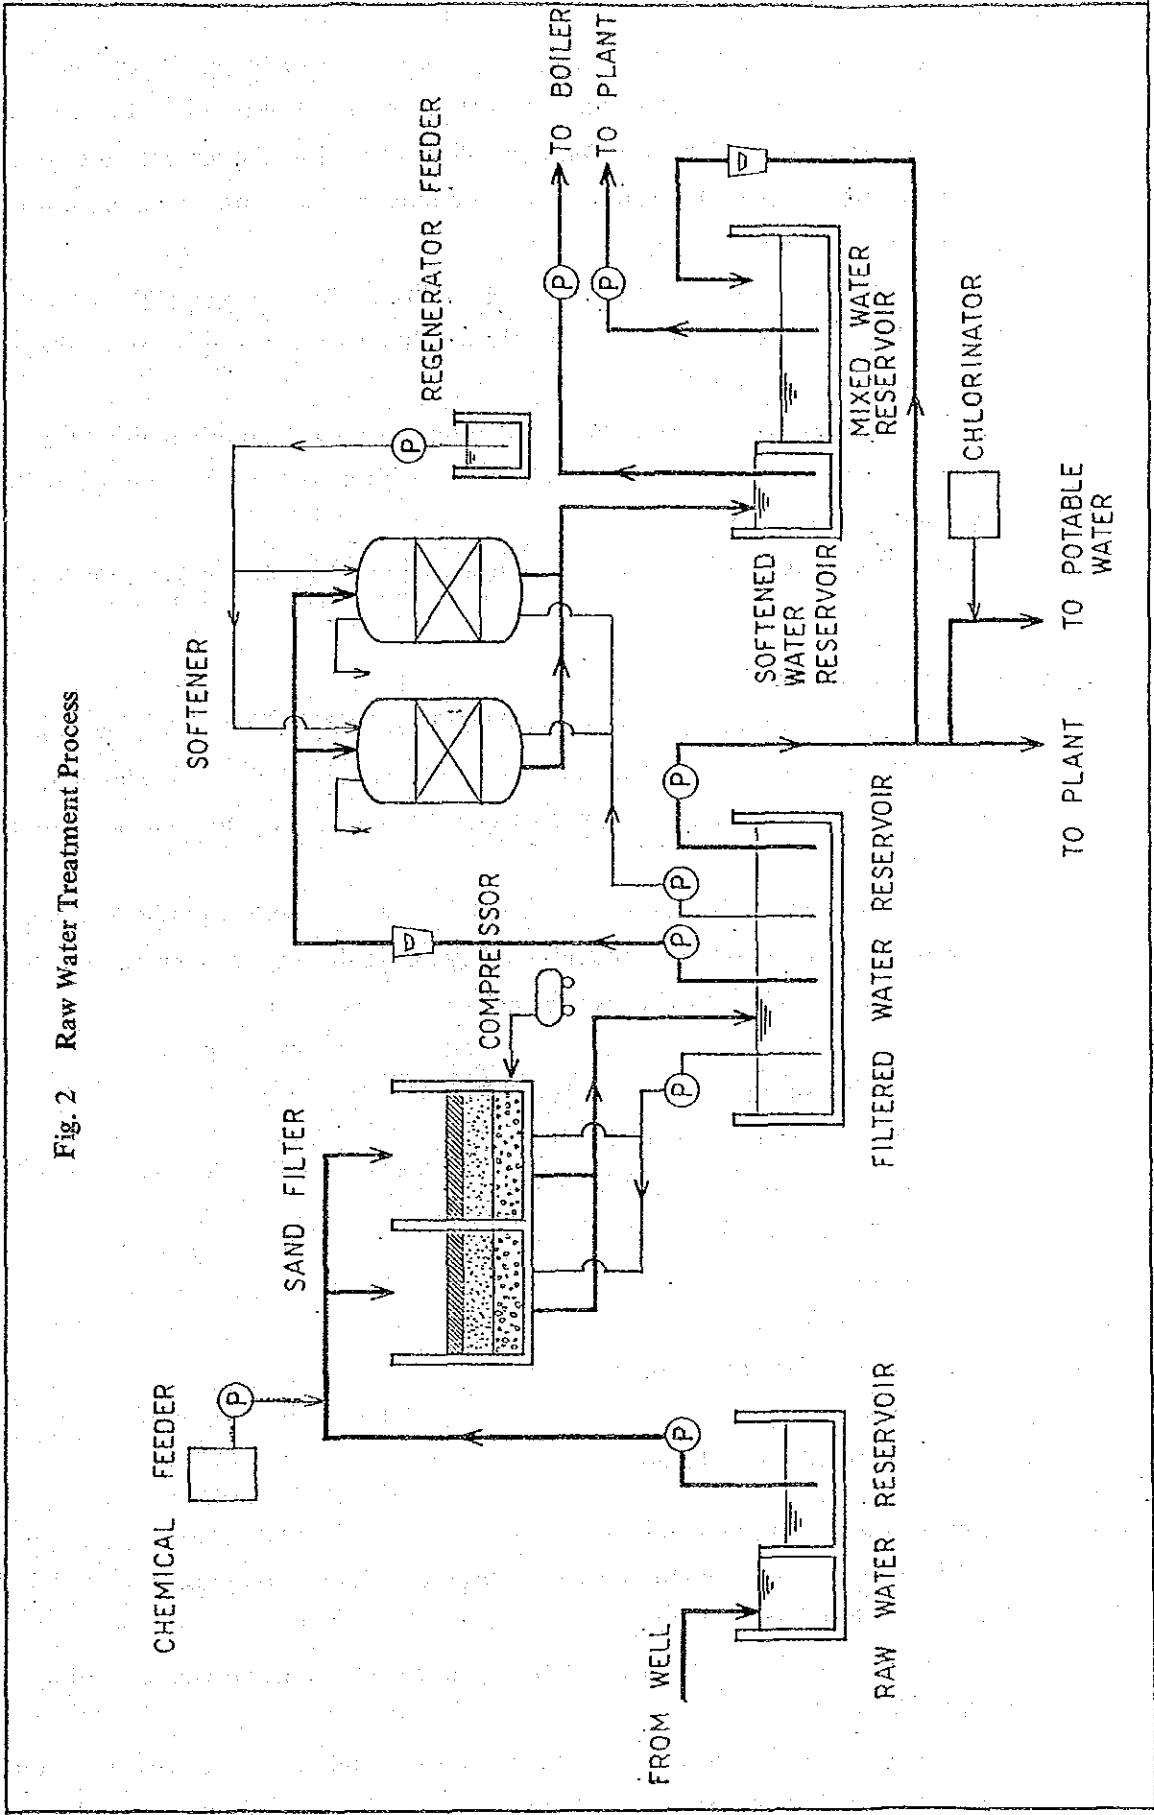 Fig. 2 Raw Water Treatment Process
CHEMICAL FEEDER
P
SAND FILTER
COMPRESSOR
SOFTENER
P
REGENERATOR FEEDER
FROM WELL
P
P
P
P
P
P
P
TO BOILER
TO PLANT
RAW WATER RESERVOIR
FILTERED WATER RESERVOIR
SOFTENED
WATER
RESERVOIR
MIXED WATER
RESERVOIR
CHLORINATOR
TO PLANT
TO POTABLE
WATER